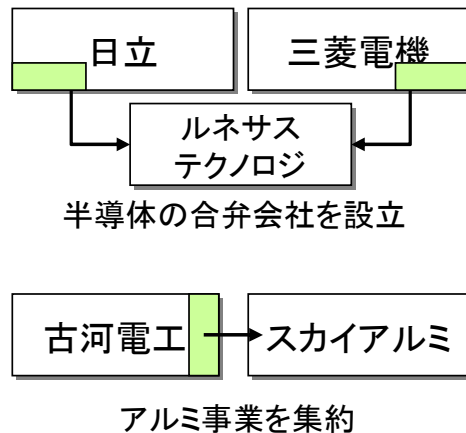 日立
三菱電機
ルネサス
テクノロジ
半導体の合弁会社を設立
古河電工
スカイアルミ
アルミ事業を集約